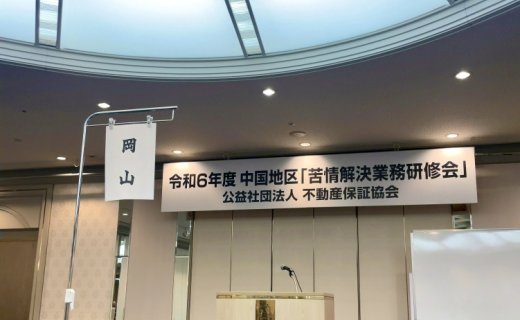 岡山
令和6年度 中国地区「苦情解決業務研修会」
公益社団法人 不動産保証協会